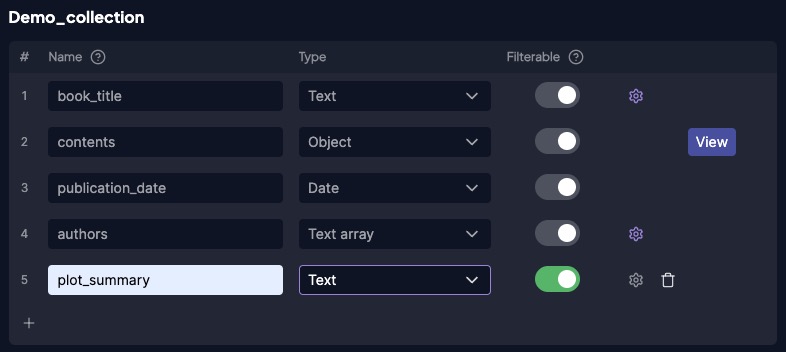 Demo_collection
# Name ? Type Filterable ?
1 book_title Text
2 contents Object View
3 publication_date Date
4 authors Text array
5 plot_summary Text
+